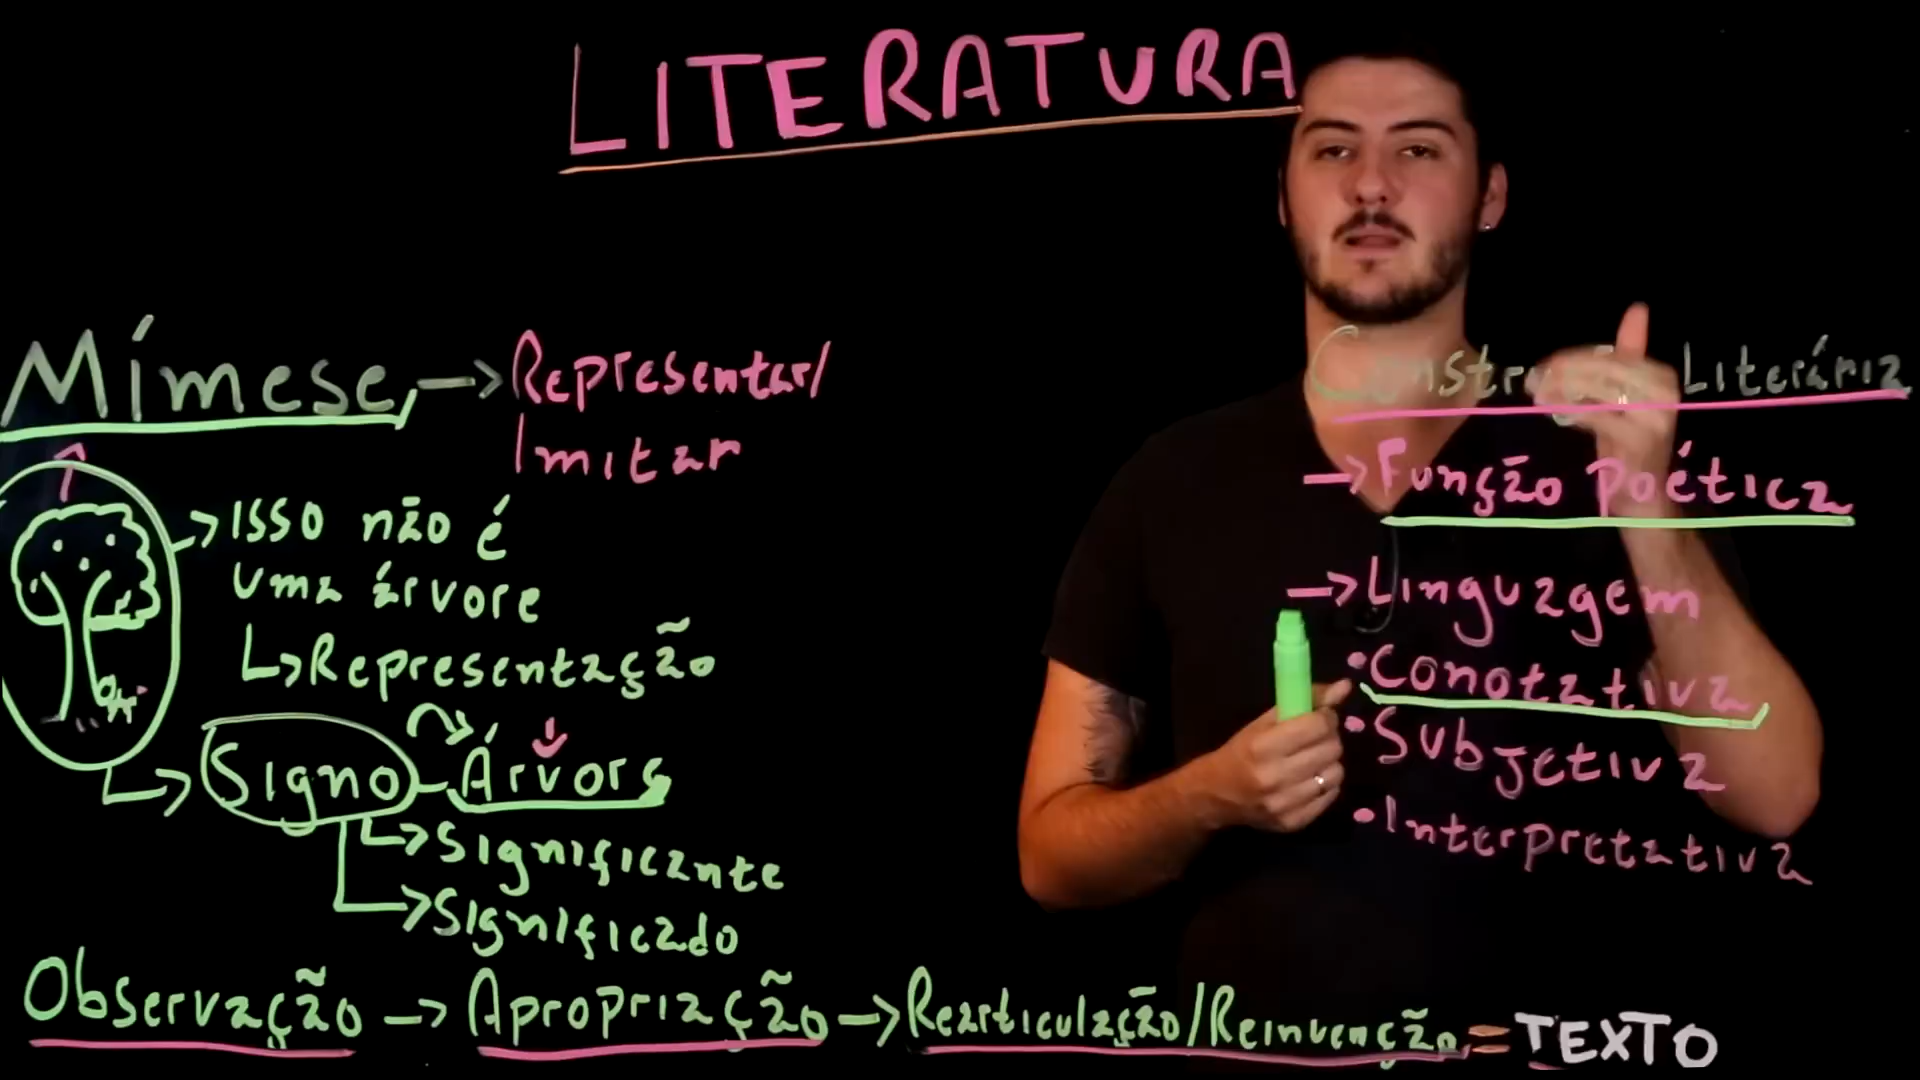 LITERATURA
Mímese -> Representar/
Imitar
-> Isso não é
uma árvore
Representação
Signo - Árvore
Significante
Significado
Construção Literária
-> Função poética
-> Linguagem
• Conotativa
• Subjetiva
• Interpretativa
Observação -> Apropriação -> Rearticulação/Reinvenção = TEXTO